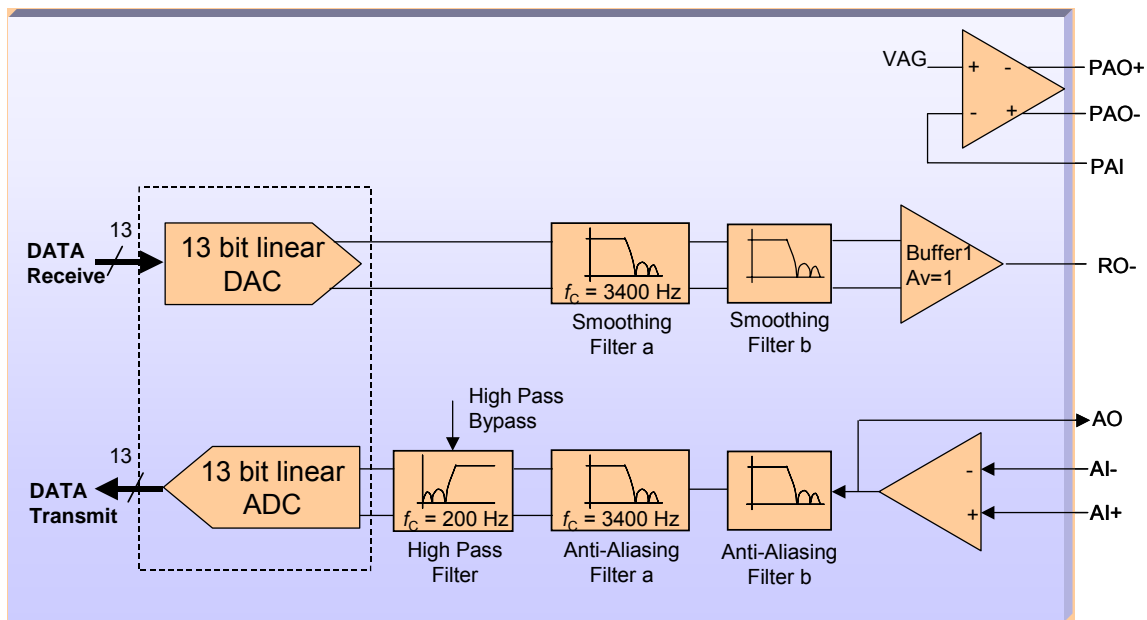 VAG
+
-
PAO+
-
+
PAO-
PAI
13
DATA
Receive
13 bit linear
DAC
fC = 3400 Hz
Smoothing
Filter a
Smoothing
Filter b
Buffer1
Av=1
RO-
High Pass
Bypass
AO
13
DATA
Transmit
13 bit linear
ADC
fC = 200 Hz
High Pass
Filter
fC = 3400 Hz
Anti-Aliasing
Filter a
Anti-Aliasing
Filter b
-
+
AI-
AI+